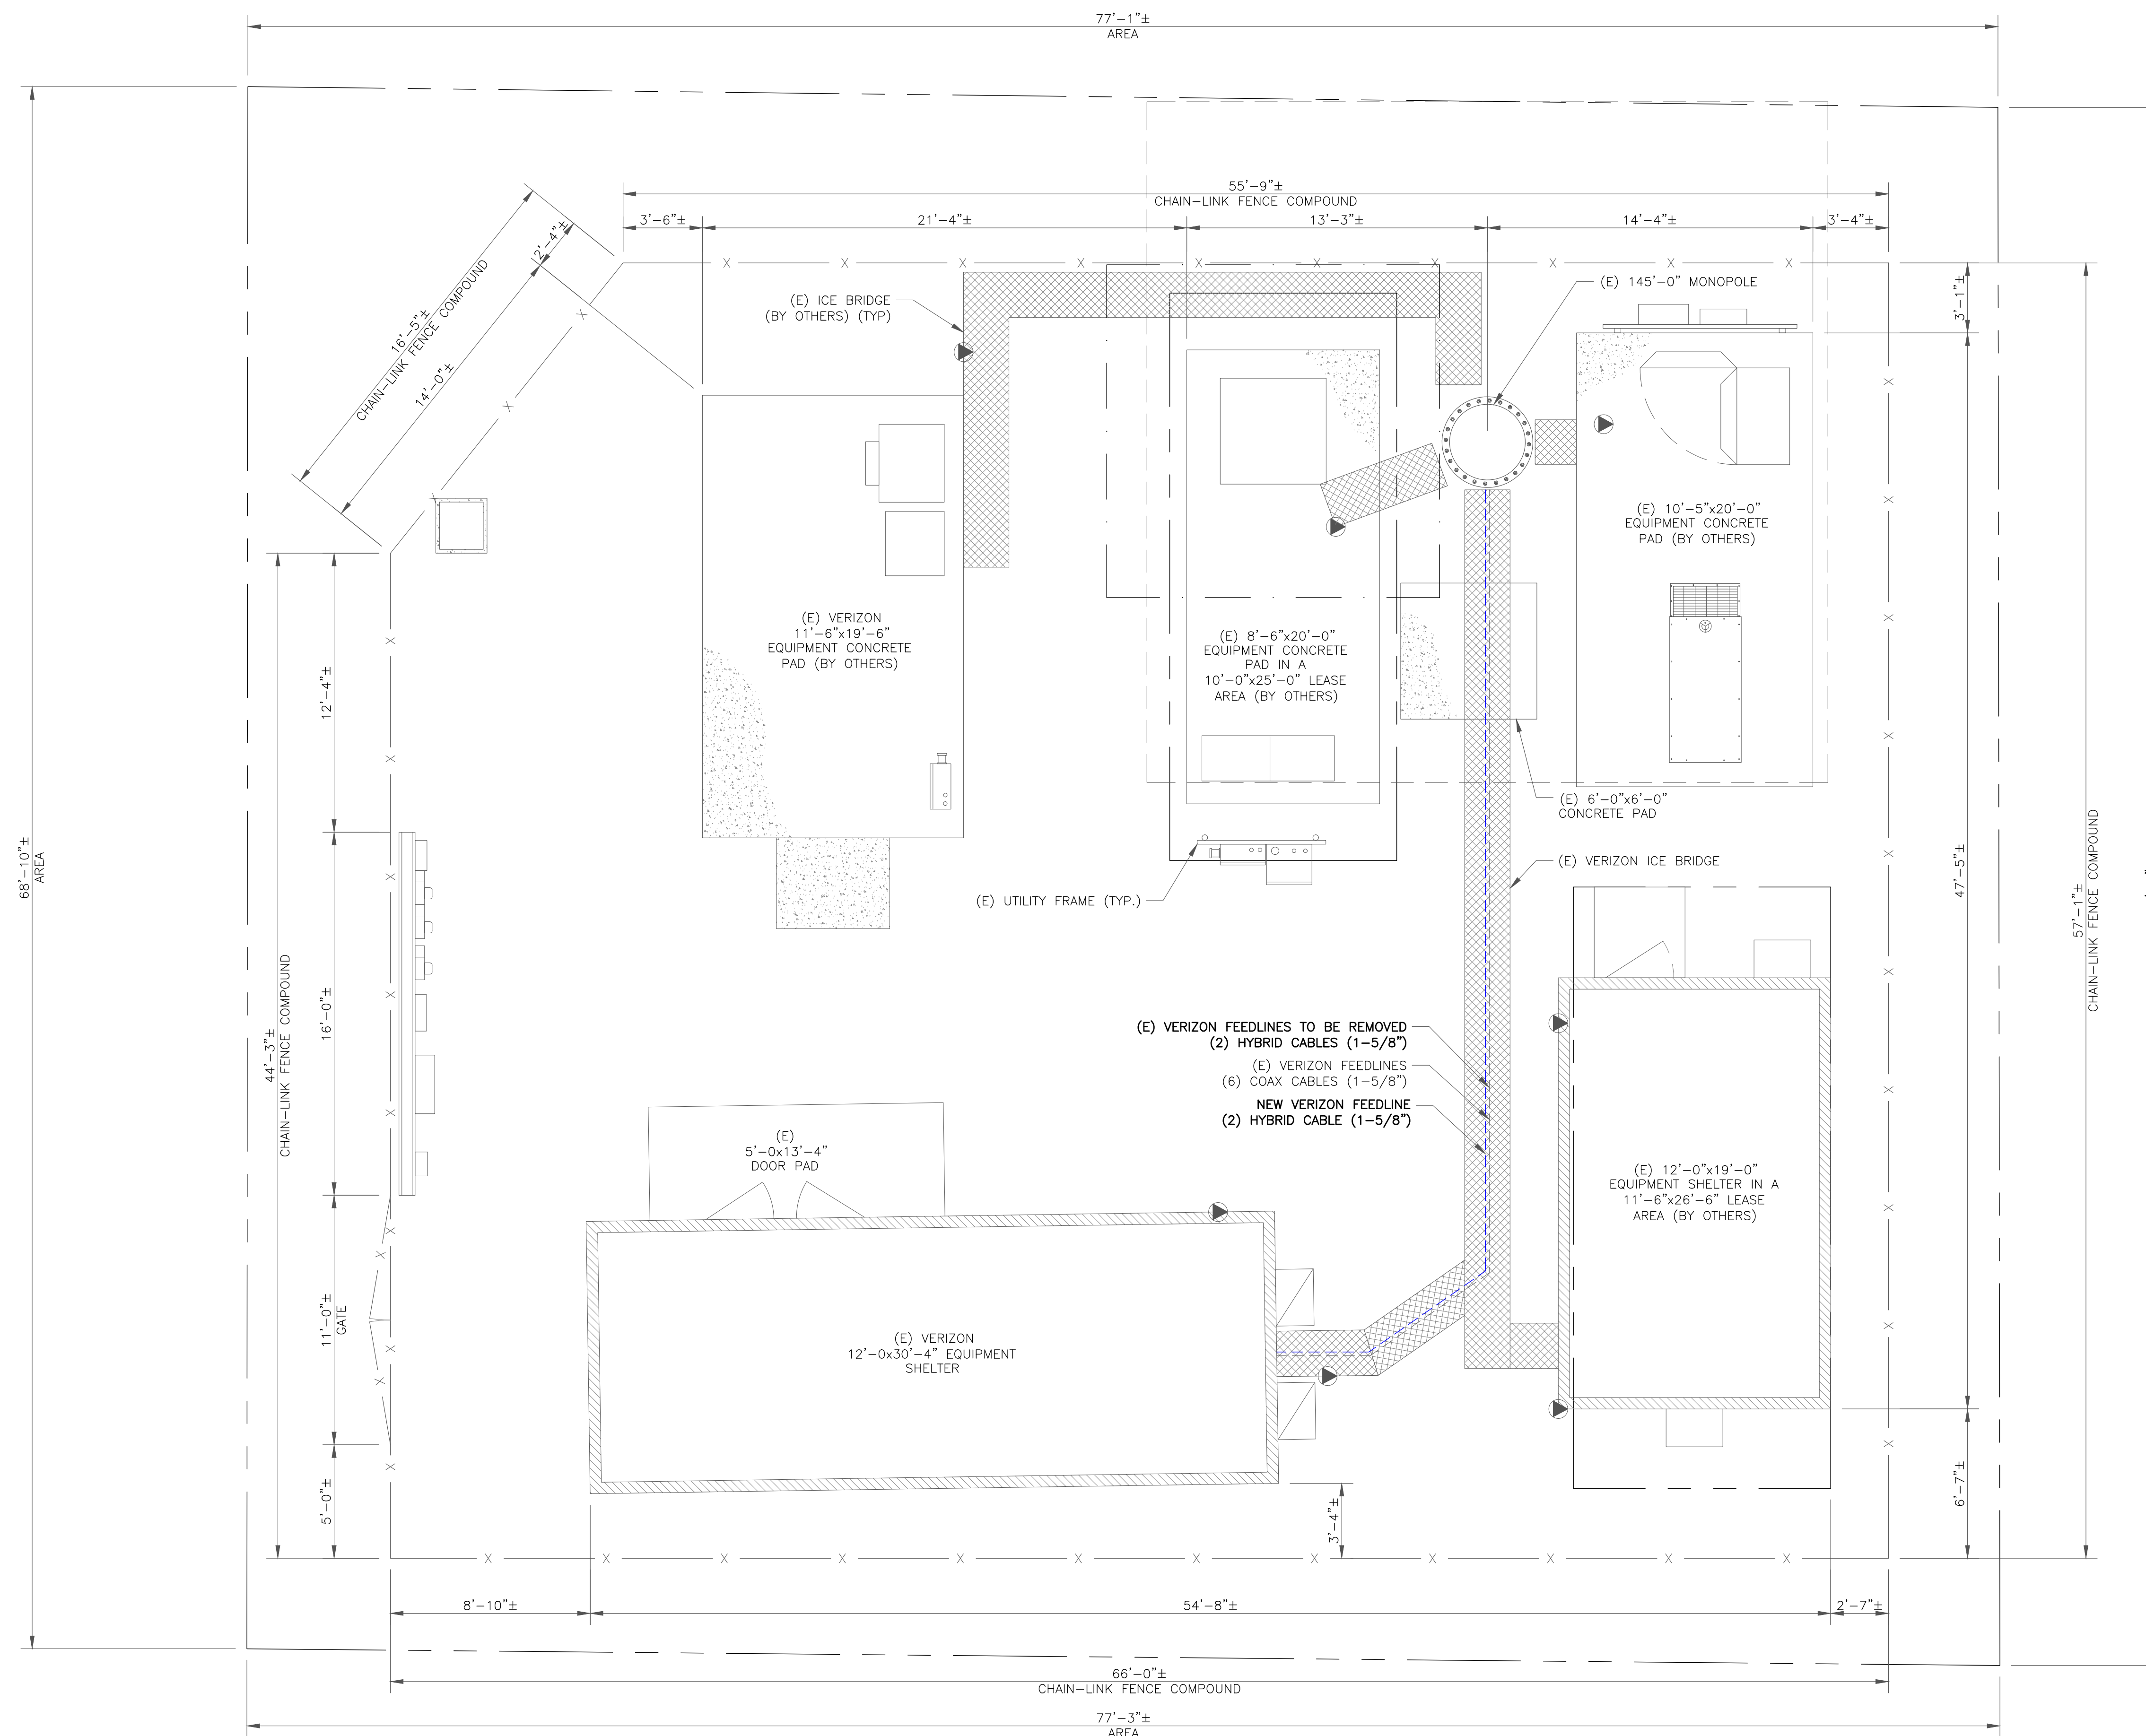 77'-1"±
AREA
55'-9"±
CHAIN-LINK FENCE COMPOUND
3'-6"±
21'-4"±
13'-3"±
14'-4"±
3'-4"±
2'-4"±
16'-5"±
CHAIN-LINK FENCE COMPOUND
14'-0"±
(E) ICE BRIDGE
(BY OTHERS) (TYP)
(E) 145'-0" MONOPOLE
3'-1"±
(E) 10'-5"x20'-0"
EQUIPMENT CONCRETE
PAD (BY OTHERS)
(E) VERIZON
11'-6"x19'-6"
EQUIPMENT CONCRETE
PAD (BY OTHERS)
(E) 8'-6"x20'-0"
EQUIPMENT CONCRETE
PAD IN A
10'-0"x25'-0" LEASE
AREA (BY OTHERS)
12'-4"±
(E) 6'-0"x6'-0"
CONCRETE PAD
68'-10"±
AREA
(E) VERIZON ICE BRIDGE
47'-5"±
57'-1"±
CHAIN-LINK FENCE COMPOUND
(E) UTILITY FRAME (TYP.)
44'-3"±
CHAIN-LINK FENCE COMPOUND
16'-0"±
(E) VERIZON FEEDLINES TO BE REMOVED
(2) HYBRID CABLES (1-5/8")
(E) VERIZON FEEDLINES
(6) COAX CABLES (1-5/8")
NEW VERIZON FEEDLINE
(2) HYBRID CABLE (1-5/8")
(E)
5'-0x13'-4"
DOOR PAD
(E) 12'-0"x19'-0"
EQUIPMENT SHELTER IN A
11'-6"x26'-6" LEASE
AREA (BY OTHERS)
11'-0"±
GATE
(E) VERIZON
12'-0x30'-4" EQUIPMENT
SHELTER
5'-0"±
3'-4"±
6'-7"±
8'-10"±
54'-8"±
2'-7"±
66'-0"±
CHAIN-LINK FENCE COMPOUND
77'-3"±
AREA